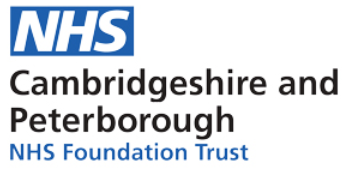 NHS
Cambridgeshire and
Peterborough
NHS Foundation Trust